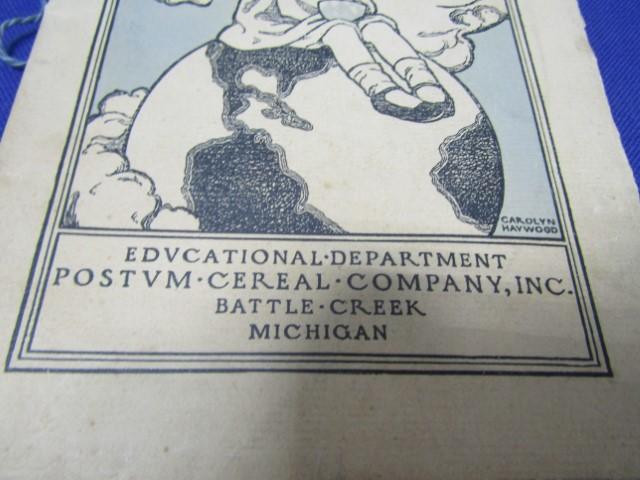 CAROLYN
HAYWOOD
EDVCATIONAL·DEPARTMENT
POSTVM·CEREAL·COMPANY, INC.
BATTLE·CREEK
MICHIGAN